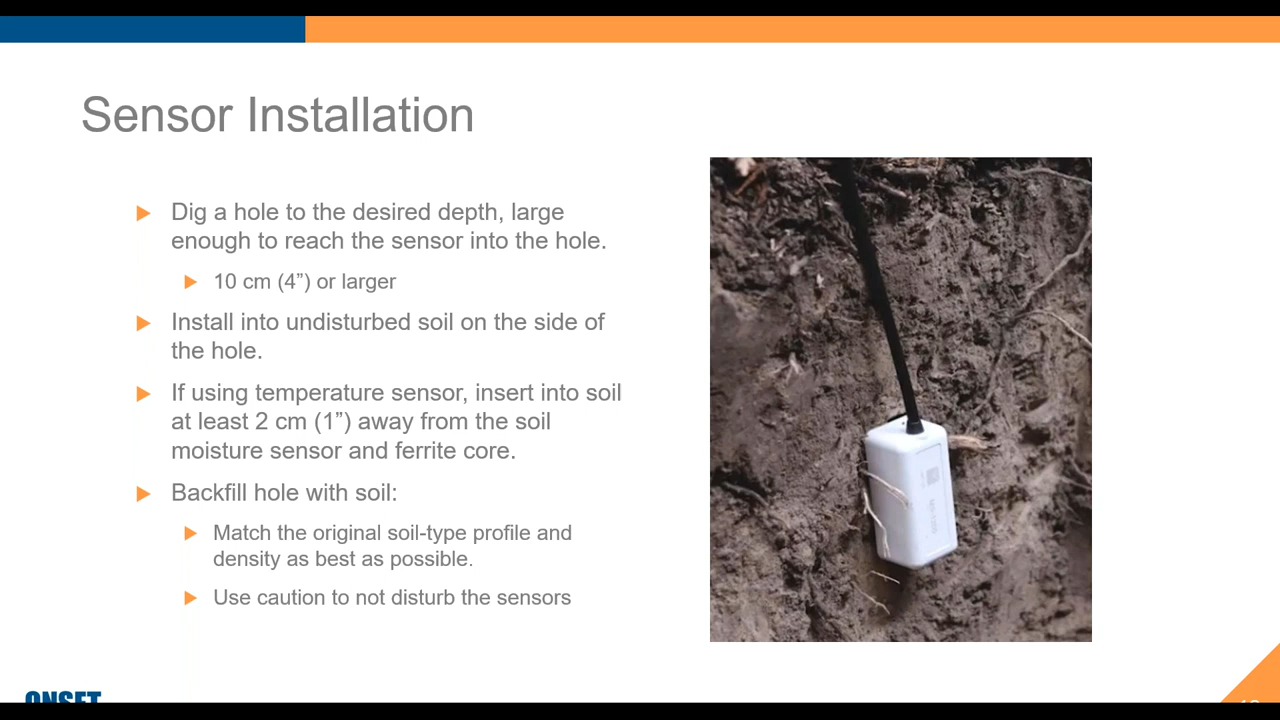 Sensor Installation
Dig a hole to the desired depth, large
enough to reach the sensor into the hole.
10 cm (4”) or larger
Install into undisturbed soil on the side of
the hole.
If using temperature sensor, insert into soil
at least 2 cm (1”) away from the soil
moisture sensor and ferrite core.
Backfill hole with soil:
Match the original soil-type profile and
density as best as possible.
Use caution to not disturb the sensors
ONSET